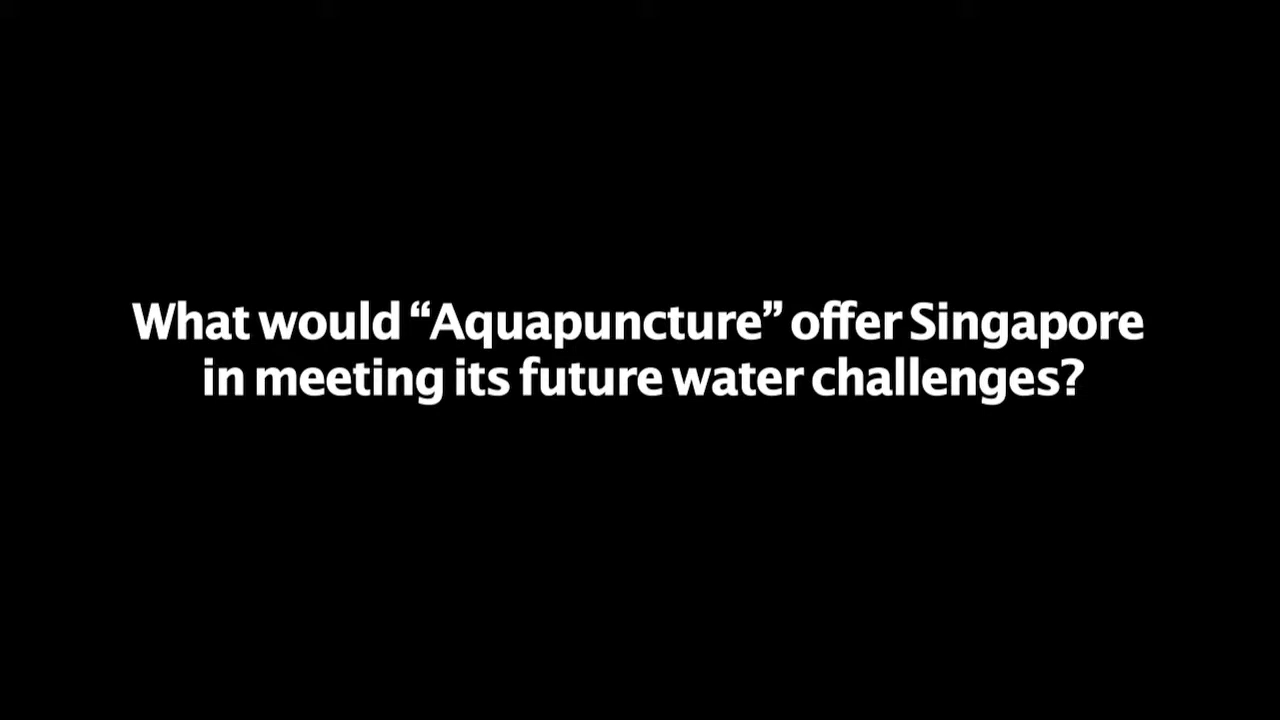 What would “Aquapuncture” offer Singapore
in meeting its future water challenges?